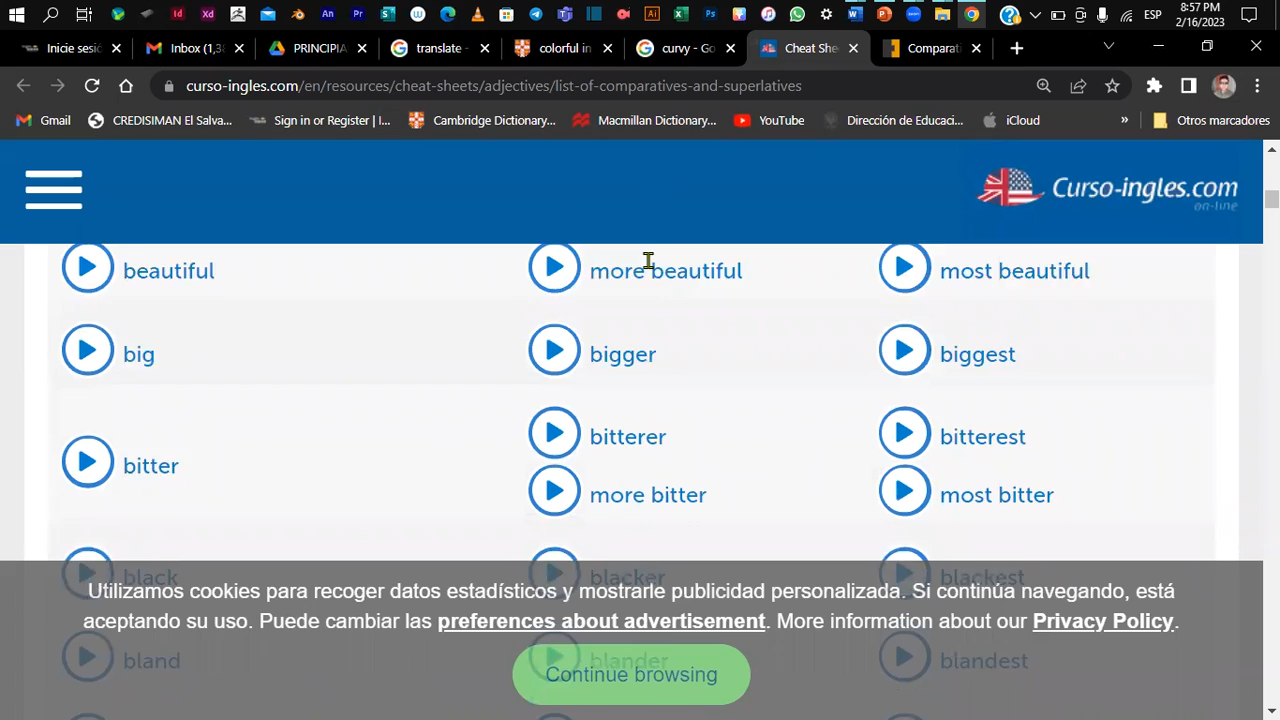 8:57 PM
ESP
2/16/2023
Inicie sesió
Inbox (1,38
PRINCIPIA
translate -
colorful in
curvy - Go
Cheat She
Comparati
curso-ingles.com/en/resources/cheat-sheets/adjectives/list-of-comparatives-and-superlatives
Gmail
CREDISIMAN El Salva...
Sign in or Register | I...
Cambridge Dictionary...
Macmillan Dictionary...
YouTube
Dirección de Educaci...
iCloud
»
Otros marcadores
Curso-ingles.com
on-line
beautiful more beautiful most beautiful
big bigger biggest
bitterer bitterest
bitter
more bitter most bitter
black blacker blackest
Utilizamos cookies para recoger datos estadísticos y mostrarle publicidad personalizada. Si continúa navegando, está
aceptando su uso. Puede cambiar las preferences about advertisement. More information about our Privacy Policy.
bland blander blandest
Continue browsing